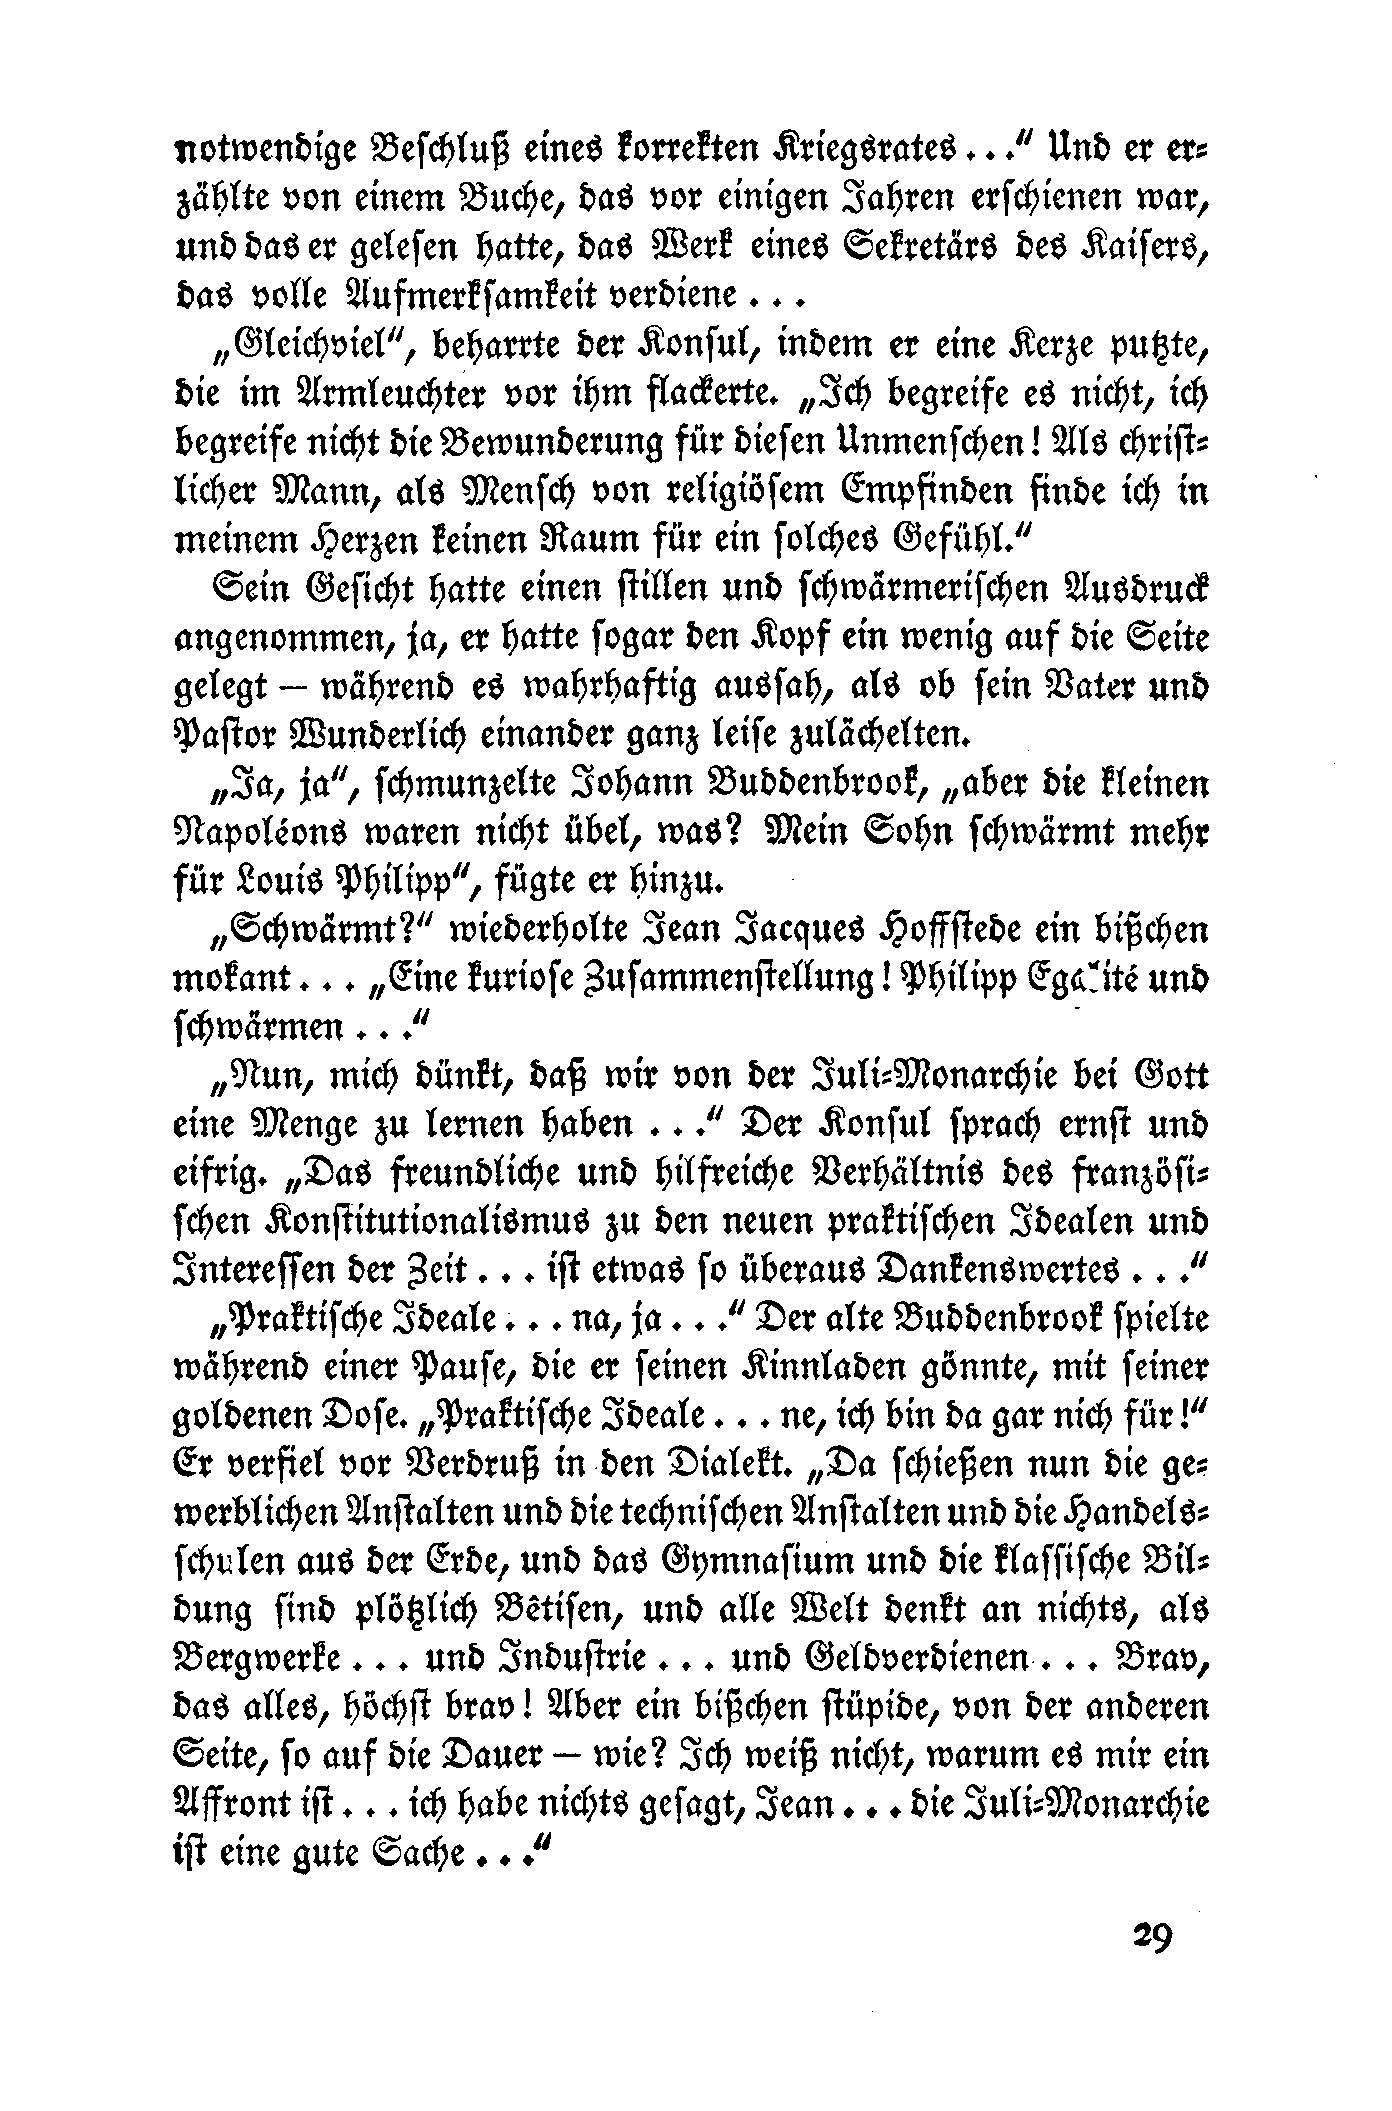 notwendige Beschluß eines korrekten Kriegsrates . . .“ Und er er-
zählte von einem Buche, das vor einigen Jahren erschienen war,
und das er gelesen hatte, das Werk eines Sekretärs des Kaisers,
das volle Aufmerksamkeit verdiene . . .
„Gleichviel“, beharrte der Konsul, indem er eine Kerze putzte,
die im Armleuchter vor ihm flackerte. „Ich begreife es nicht, ich
begreife nicht die Bewunderung für diesen Unmenschen! Als christ-
licher Mann, als Mensch von religiösem Empfinden finde ich in
meinem Herzen keinen Raum für ein solches Gefühl.“
Sein Gesicht hatte einen stillen und schwärmerischen Ausdruck
angenommen, ja, er hatte sogar den Kopf ein wenig auf die Seite
gelegt — während es wahrhaftig aussah, als ob sein Vater und
Pastor Wunderlich einander ganz leise zulächelten.
„Ja, ja“, schmunzelte Johann Buddenbrook, „aber die kleinen
Napoléons waren nicht übel, was? Mein Sohn schwärmt mehr
für Louis Philipp“, fügte er hinzu.
„Schwärmt?“ wiederholte Jean Jacques Hoffstede ein bißchen
mokant . . . „Eine kuriose Zusammenstellung! Philipp Egalité und
schwärmen . . .“
„Nun, mich dünkt, daß wir von der Juli-Monarchie bei Gott
eine Menge zu lernen haben . . .“ Der Konsul sprach ernst und
eifrig. „Das freundliche und hilfreiche Verhältnis des französi-
schen Konstitutionalismus zu den neuen praktischen Idealen und
Interessen der Zeit . . . ist etwas so überaus Dankenswertes . . .“
„Praktische Ideale . . . na, ja . . .“ Der alte Buddenbrook spielte
während einer Pause, die er seinen Kinnladen gönnte, mit seiner
goldenen Dose. „Praktische Ideale . . . ne, ich bin da gar nich für!“
Er verfiel vor Verdruß in den Dialekt. „Da schießen nun die ge-
werblichen Anstalten und die technischen Anstalten und die Handels-
schulen aus der Erde, und das Gymnasium und die klassische Bil-
dung sind plötzlich Bêtisen, und alle Welt denkt an nichts, als
Bergwerke . . . und Industrie . . . und Geldverdienen . . . Brav,
das alles, höchst brav! Aber ein bißchen stüpide, von der anderen
Seite, so auf die Dauer — wie? Ich weiß nicht, warum es mir ein
Affront ist . . . ich habe nichts gesagt, Jean . . . die Juli-Monarchie
ist eine gute Sache . . .“
29